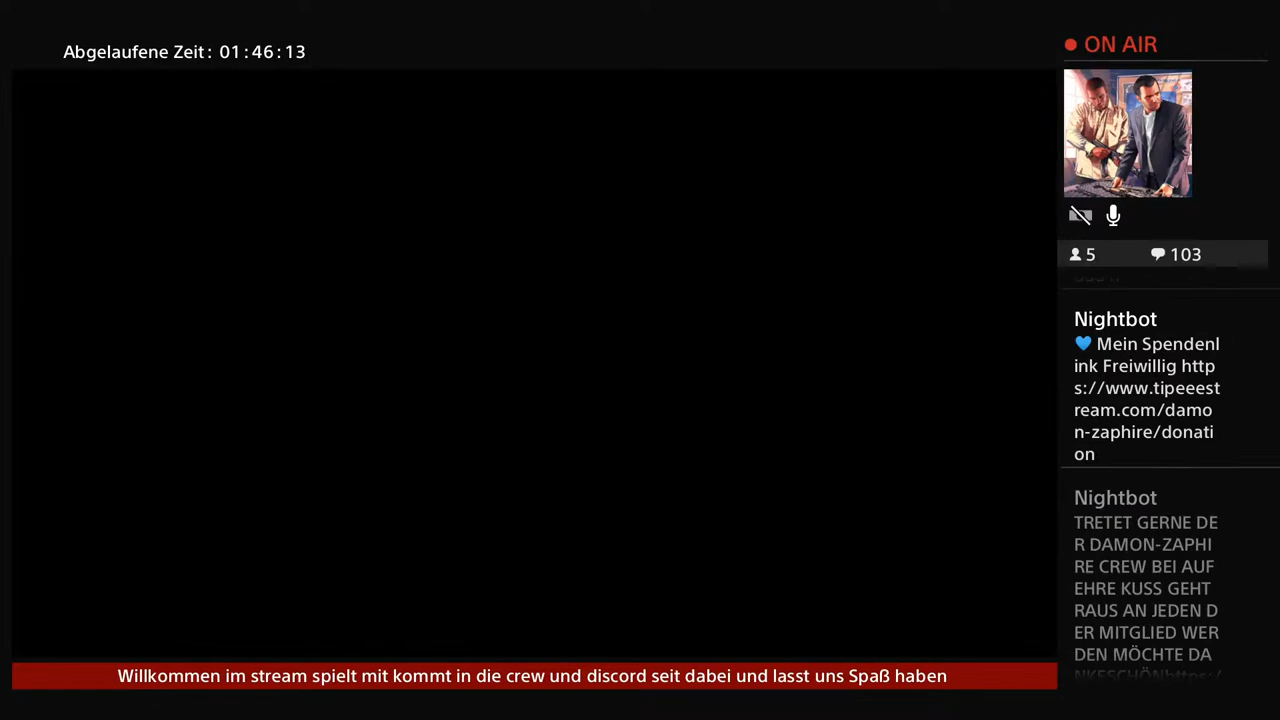 Abgelaufene Zeit: 01:46:13
ON AIR
5 103
Nightbot
💙 Mein Spendenl
ink Freiwillig http
s://www.tipeeest
ream.com/damo
n-zaphire/donati
on
Nightbot
TRETET GERNE DE
R DAMON-ZAPHI
RE CREW BEI AUF
EHRE KUSS GEHT
RAUS AN JEDEN D
ER MITGLIED WER
DEN MÖCHTE DA
NKESCHÖNhttps:/
Willkommen im stream spielt mit kommt in die crew und discord seit dabei und lasst uns Spaß haben